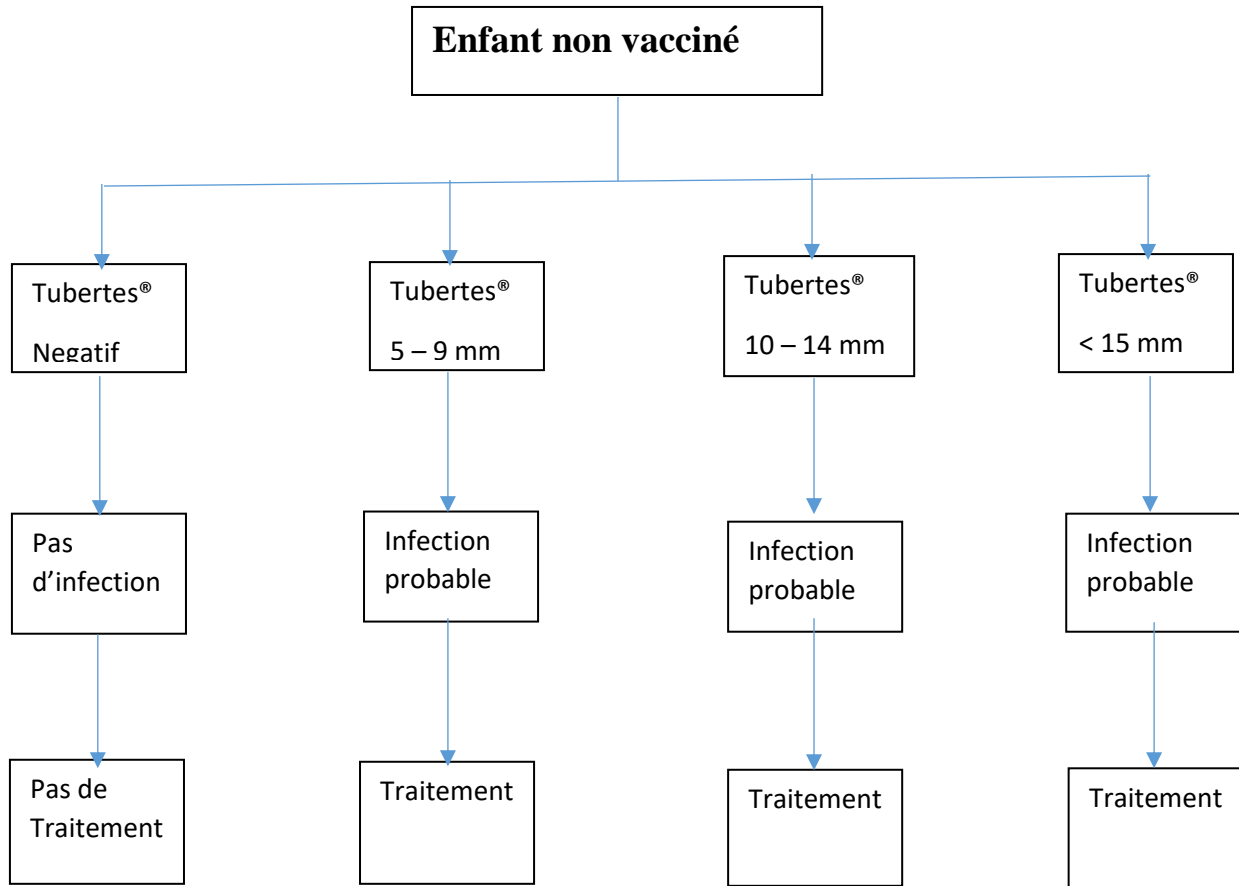 Enfant non vacciné
Tubertes®
Negatif
Tubertes®
5 – 9 mm
Tubertes®
10 – 14 mm
Tubertes®
< 15 mm
Pas
d’infection
Infection
probable
Infection
probable
Infection
probable
Pas de
Traitement
Traitement
Traitement
Traitement